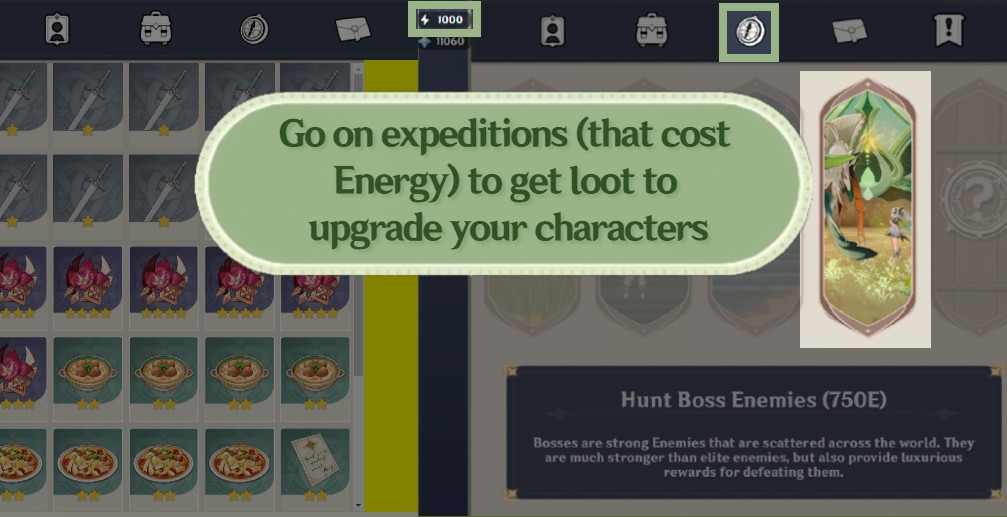 1000
11060
Go on expeditions (that cost
Energy) to get loot to
upgrade your characters
Hunt Boss Enemies (750E)
Bosses are strong Enemies that are scattered across the world. They
are much stronger than elite enemies, but also provide luxurious
rewards for defeating them.